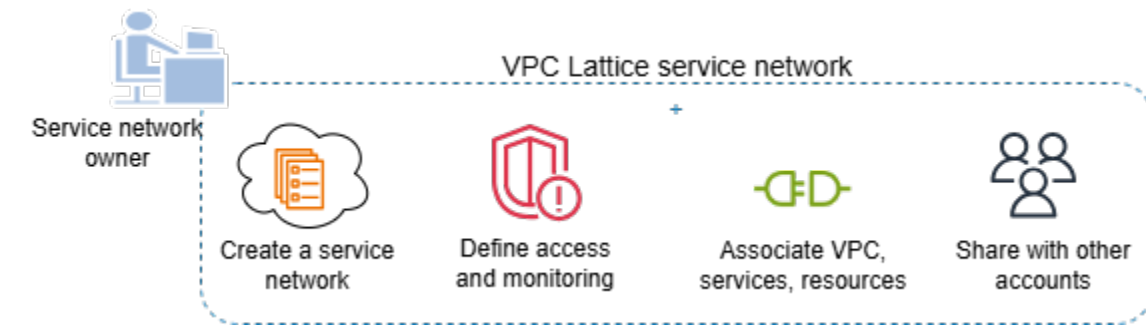 VPC Lattice service network
Service network
owner
Create a service
network
Define access
and monitoring
Associate VPC,
services, resources
Share with other
accounts